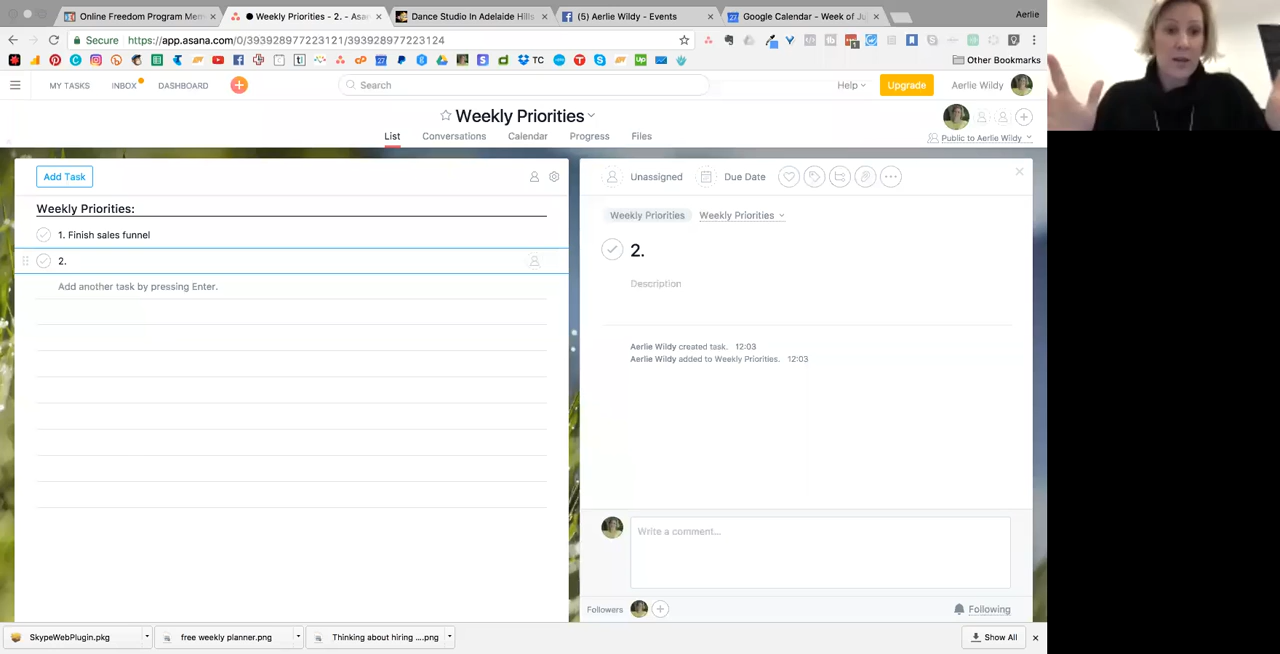 Aerlie
Online Freedom Program Mem
Weekly Priorities - 2. - Asan
Dance Studio In Adelaide Hills
(5) Aerlie Wildy - Events
Google Calendar - Week of Ju
Secure
https://app.asana.com/0/393928977223121/393928977223124
TC
Other Bookmarks
MY TASKS
INBOX
DASHBOARD
Search
Help
Upgrade
Aerlie Wildy
Weekly Priorities
Public to Aerlie Wildy
List
Conversations
Calendar
Progress
Files
Add Task
Weekly Priorities:
1. Finish sales funnel
2.
Add another task by pressing Enter.
Unassigned
Due Date
Weekly Priorities
Weekly Priorities
2.
Description
Aerlie Wildy created task. 12:03
Aerlie Wildy added to Weekly Priorities. 12:03
Write a comment...
Followers
Following
SkypeWebPlugin.pkg
free weekly planner.png
Thinking about hiring ....png
Show All